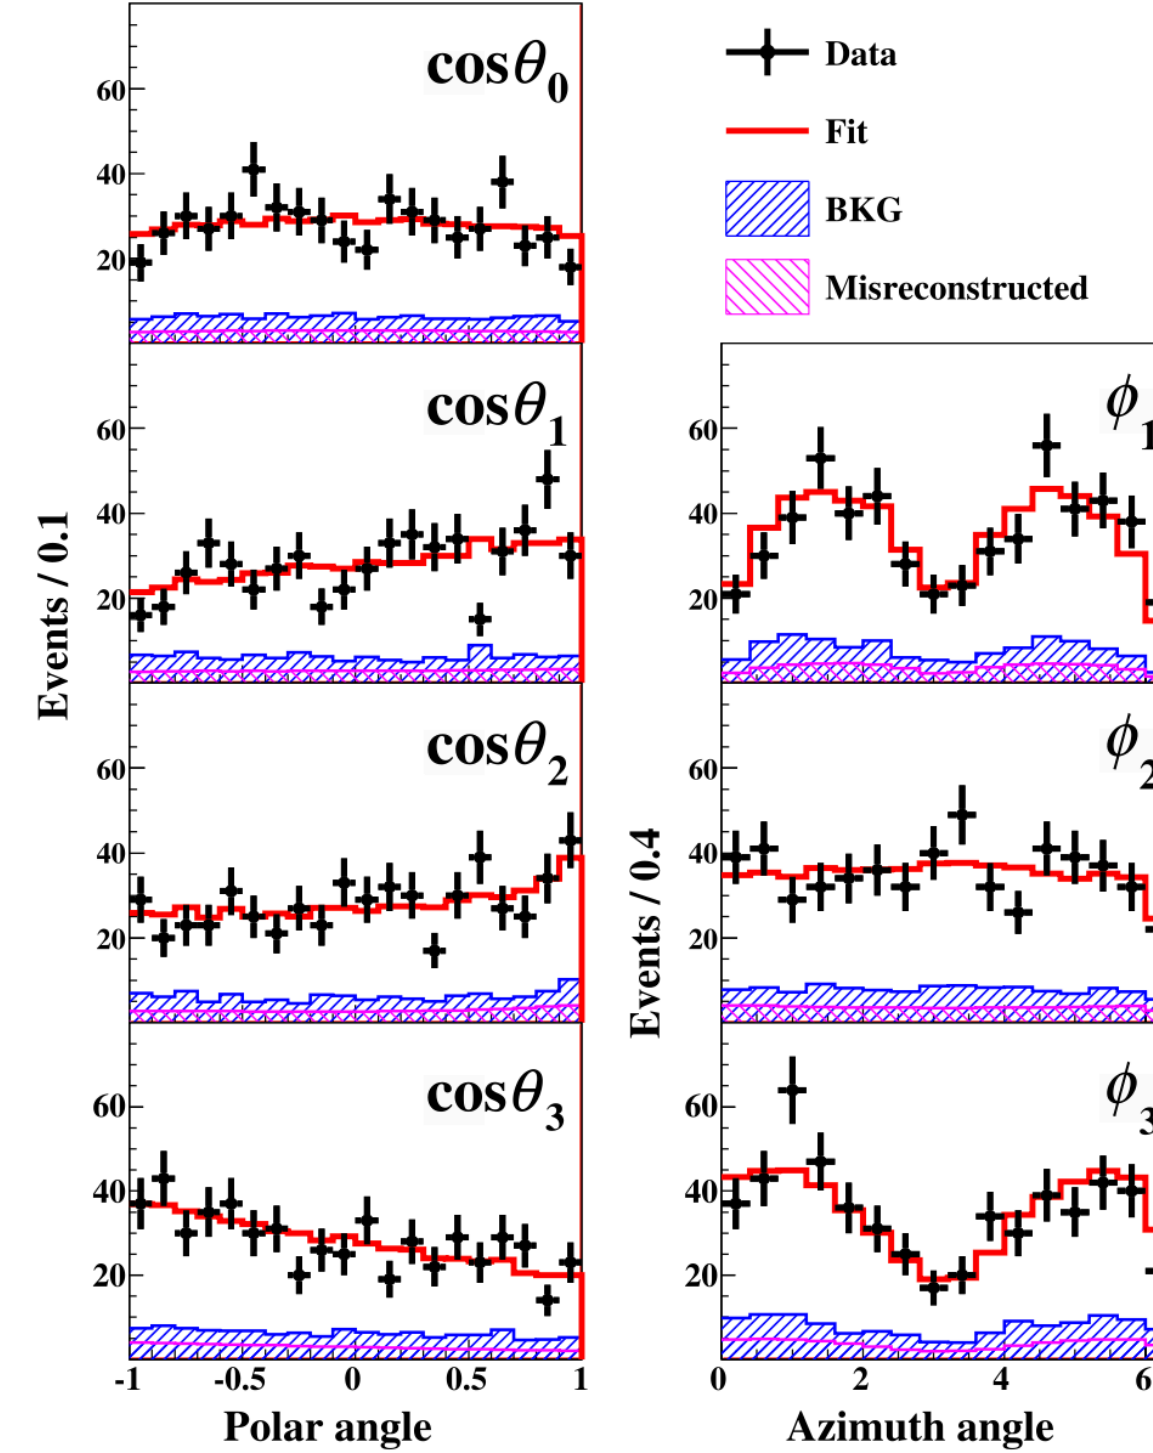 cosθ0
60
40
20
cosθ1
60
40
20
cosθ2
60
40
20
cosθ3
60
40
20
Events / 0.1
-1 -0.5 0 0.5 1
Polar angle
Data
Fit
BKG
Misreconstructed
ϕ1
60
40
20
ϕ2
60
40
20
ϕ3
60
40
20
Events / 0.4
0 2 4 6
Azimuth angle